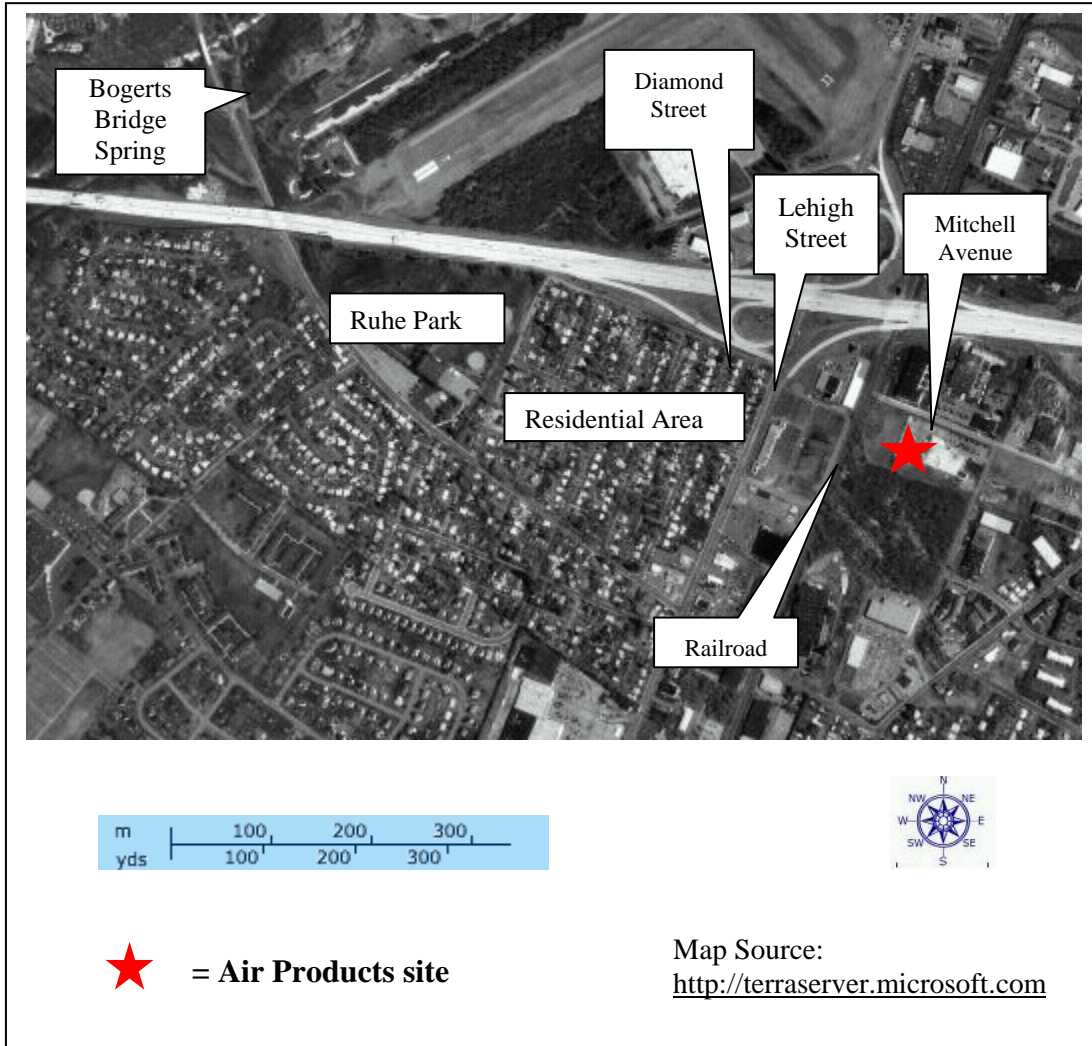 Bogerts
Bridge
Spring
Diamond
Street
Lehigh
Street
Mitchell
Avenue
Ruhe Park
Residential Area
Railroad
m 100 200 300
yds 100 200 300
N
NW NE
W E
SW SE
S
= Air Products site
Map Source:
http://terraserver.microsoft.com